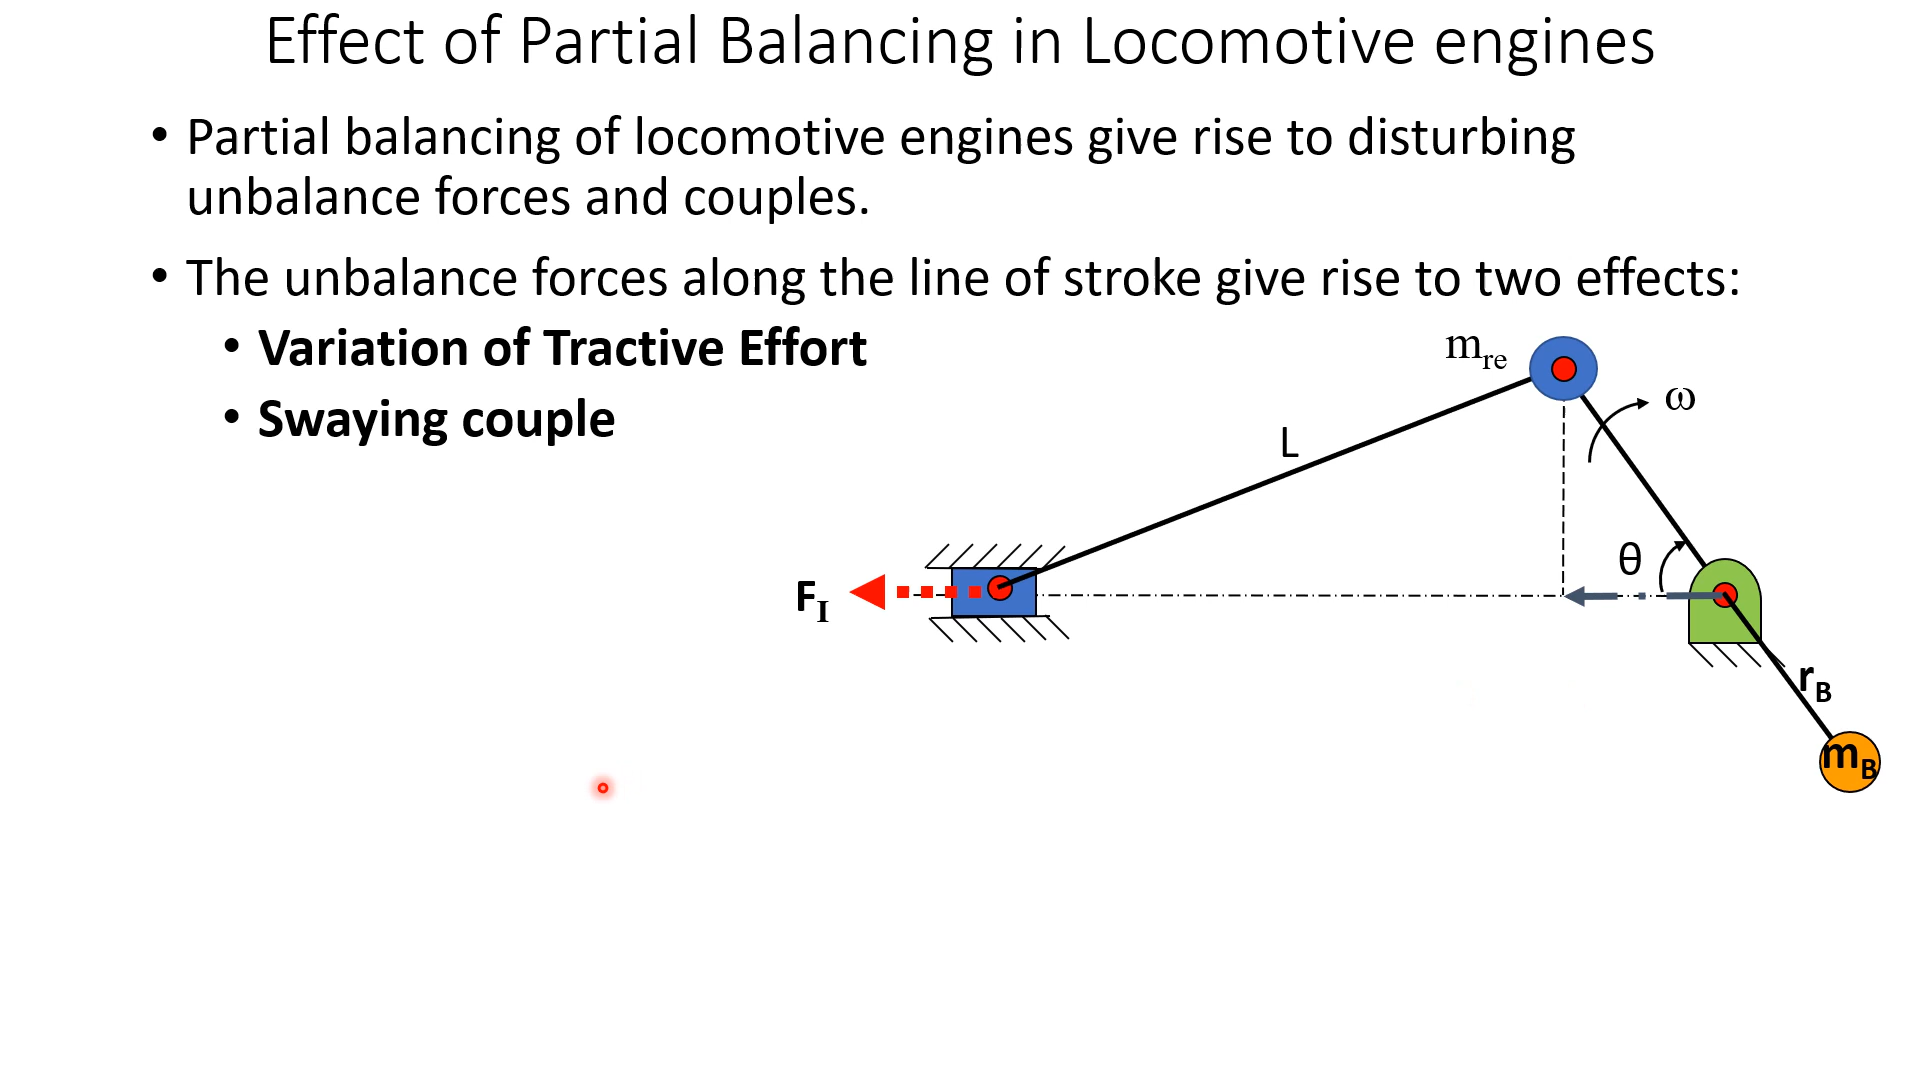 Effect of Partial Balancing in Locomotive engines
• Partial balancing of locomotive engines give rise to disturbing
unbalance forces and couples.
• The unbalance forces along the line of stroke give rise to two effects:
• Variation of Tractive Effort
• Swaying couple
mre
ω
L
θ
FI
rB
mB